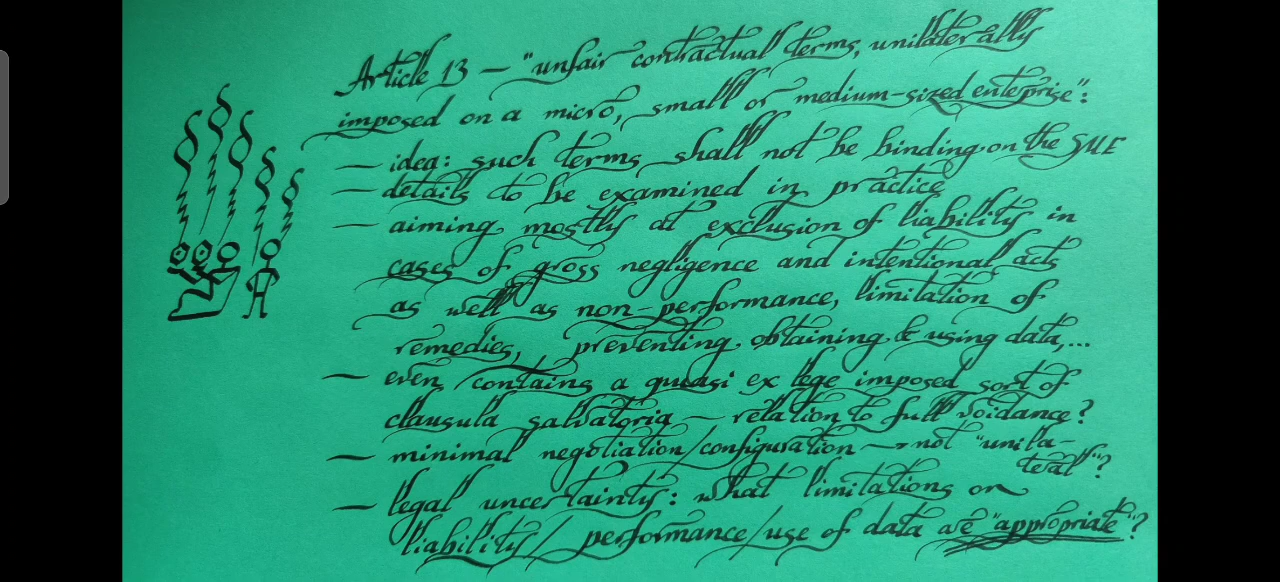 Article 13 — "unfair contractual terms, unilaterally
imposed on a micro, small or medium-sized enteprise":
— idea: such terms shall not be binding on the SME
— details to be examined in practice
— aiming mostly at exclusion of liability in
cases of gross negligence and intentional acts
as well as non-performance, limitation of
remedies, preventing obtaining & using data,...
— even contains a quasi ex lege imposed sort of
clausula salvatoria — relation to full voidance?
— minimal negotiation/configuration → not "unila-
teral"?
— legal uncertainty: what limitations on
liability/performance/use of data are "appropriate"?